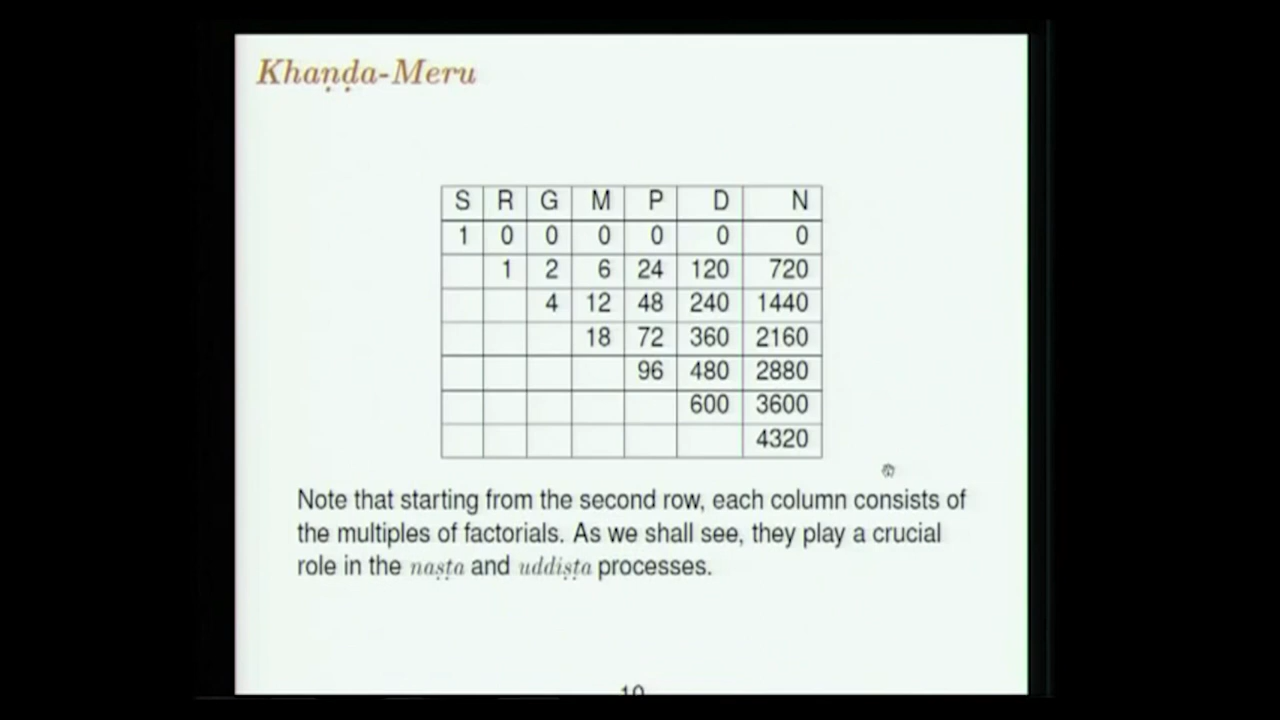 Khaṇḍa-Meru
S R G M P D N
1 0 0 0 0 0 0
1 2 6 24 120 720
4 12 48 240 1440
18 72 360 2160
96 480 2880
600 3600
4320
Note that starting from the second row, each column consists of
the multiples of factorials. As we shall see, they play a crucial
role in the naṣṭa and uddiṣṭa processes.
10